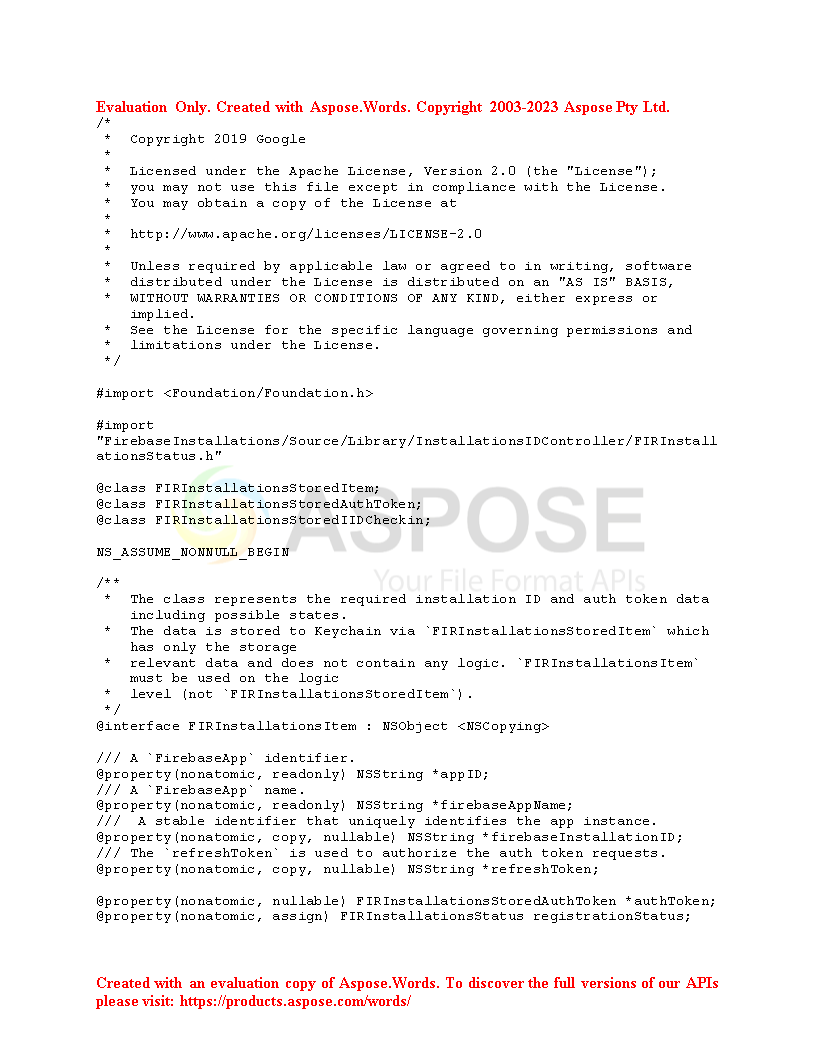 Evaluation Only. Created with Aspose.Words. Copyright 2003-2023 Aspose Pty Ltd.
/*
 *  Copyright 2019 Google
 *
 *  Licensed under the Apache License, Version 2.0 (the "License");
 *  you may not use this file except in compliance with the License.
 *  You may obtain a copy of the License at
 *
 *  http://www.apache.org/licenses/LICENSE-2.0
 *
 *  Unless required by applicable law or agreed to in writing, software
 *  distributed under the License is distributed on an "AS IS" BASIS,
 *  WITHOUT WARRANTIES OR CONDITIONS OF ANY KIND, either express or
    implied.
 *  See the License for the specific language governing permissions and
 *  limitations under the License.
 */
#import <Foundation/Foundation.h>
#import
"FirebaseInstallations/Source/Library/InstallationsIDController/FIRInstall
ationsStatus.h"
@class FIRInstallationsStoredItem;
@class FIRInstallationsStoredAuthToken;
@class FIRInstallationsStoredIIDCheckin;
ASPOSE
NS_ASSUME_NONNULL_BEGIN
Your File Format APIs
/**
 *  The class represents the required installation ID and auth token data
    including possible states.
 *  The data is stored to Keychain via `FIRInstallationsStoredItem` which
    has only the storage
 *  relevant data and does not contain any logic. `FIRInstallationsItem`
    must be used on the logic
 *  level (not `FIRInstallationsStoredItem`).
 */
@interface FIRInstallationsItem : NSObject <NSCopying>
/// A `FirebaseApp` identifier.
@property(nonatomic, readonly) NSString *appID;
/// A `FirebaseApp` name.
@property(nonatomic, readonly) NSString *firebaseAppName;
///  A stable identifier that uniquely identifies the app instance.
@property(nonatomic, copy, nullable) NSString *firebaseInstallationID;
/// The `refreshToken` is used to authorize the auth token requests.
@property(nonatomic, copy, nullable) NSString *refreshToken;
@property(nonatomic, nullable) FIRInstallationsStoredAuthToken *authToken;
@property(nonatomic, assign) FIRInstallationsStatus registrationStatus;
Created with an evaluation copy of Aspose.Words. To discover the full versions of our APIs
please visit: https://products.aspose.com/words/